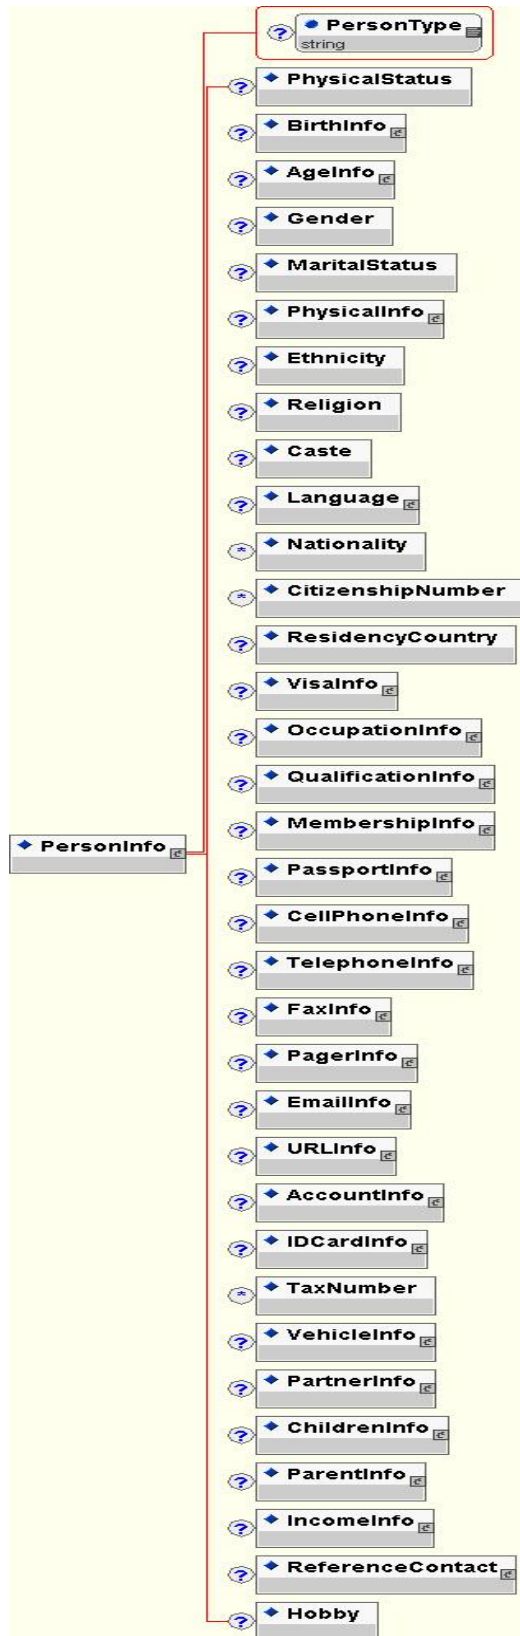 PersonType
string
PhysicalStatus
BirthInfo
AgeInfo
Gender
MaritalStatus
PhysicalInfo
Ethnicity
Religion
Caste
Language
Nationality
CitizenshipNumber
ResidencyCountry
VisaInfo
OccupationInfo
QualificationInfo
MembershipInfo
PersonInfo
PassportInfo
CellPhoneInfo
TelephoneInfo
FaxInfo
PagerInfo
EmailInfo
URLInfo
AccountInfo
IDCardInfo
TaxNumber
VehicleInfo
PartnerInfo
ChildrenInfo
ParentInfo
IncomeInfo
ReferenceContact
Hobby